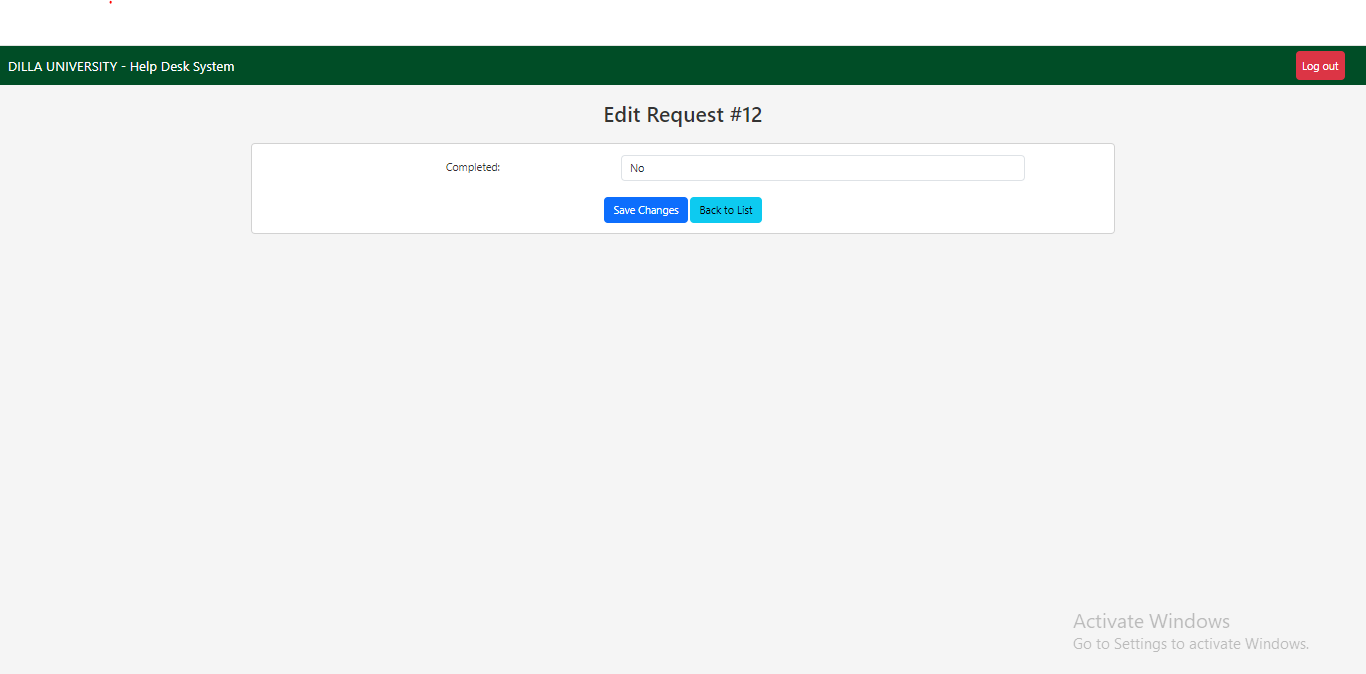 DILLA UNIVERSITY - Help Desk System
Log out
Edit Request #12
Completed:
No
Save Changes
Back to List
Activate Windows
Go to Settings to activate Windows.